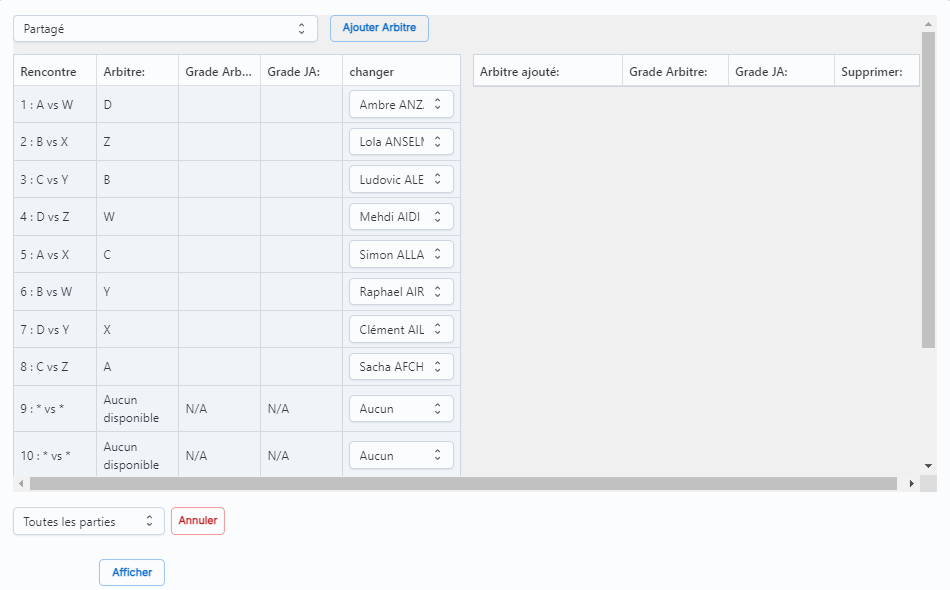 Partagé
Ajouter Arbitre
Rencontre Arbitre: Grade Arb... Grade JA: changer
1 : A vs W D Ambre ANZ.
2 : B vs X Z Lola ANSEL
3 : C vs Y B Ludovic ALE
4 : D vs Z W Mehdi AIDI
5 : A vs X C Simon ALLA
6 : B vs W Y Raphael AIR
7 : D vs Y X Clément AIL
8 : C vs Z A Sacha AFCH
9 : * vs * Aucun disponible N/A N/A Aucun
10 : * vs * Aucun disponible N/A N/A Aucun
Arbitre ajouté: Grade Arbitre: Grade JA: Supprimer:
Toutes les parties
Annuler
Afficher